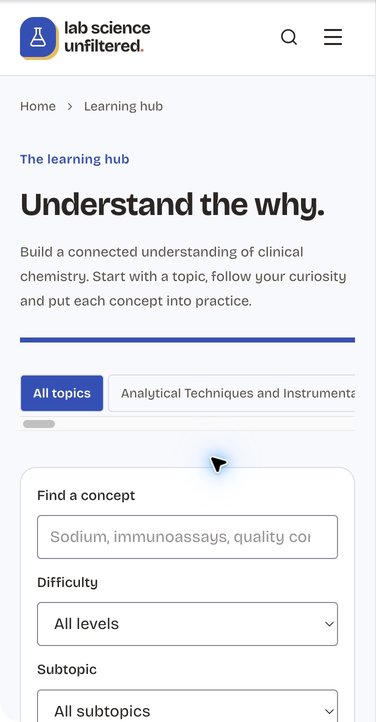 lab science
unfiltered.
Home > Learning hub
The learning hub
Understand the why.
Build a connected understanding of clinical
chemistry. Start with a topic, follow your curiosity
and put each concept into practice.
All topics Analytical Techniques and Instrumenta
Find a concept
Sodium, immunoassays, quality co
Difficulty
All levels
Subtopic
All subtopics